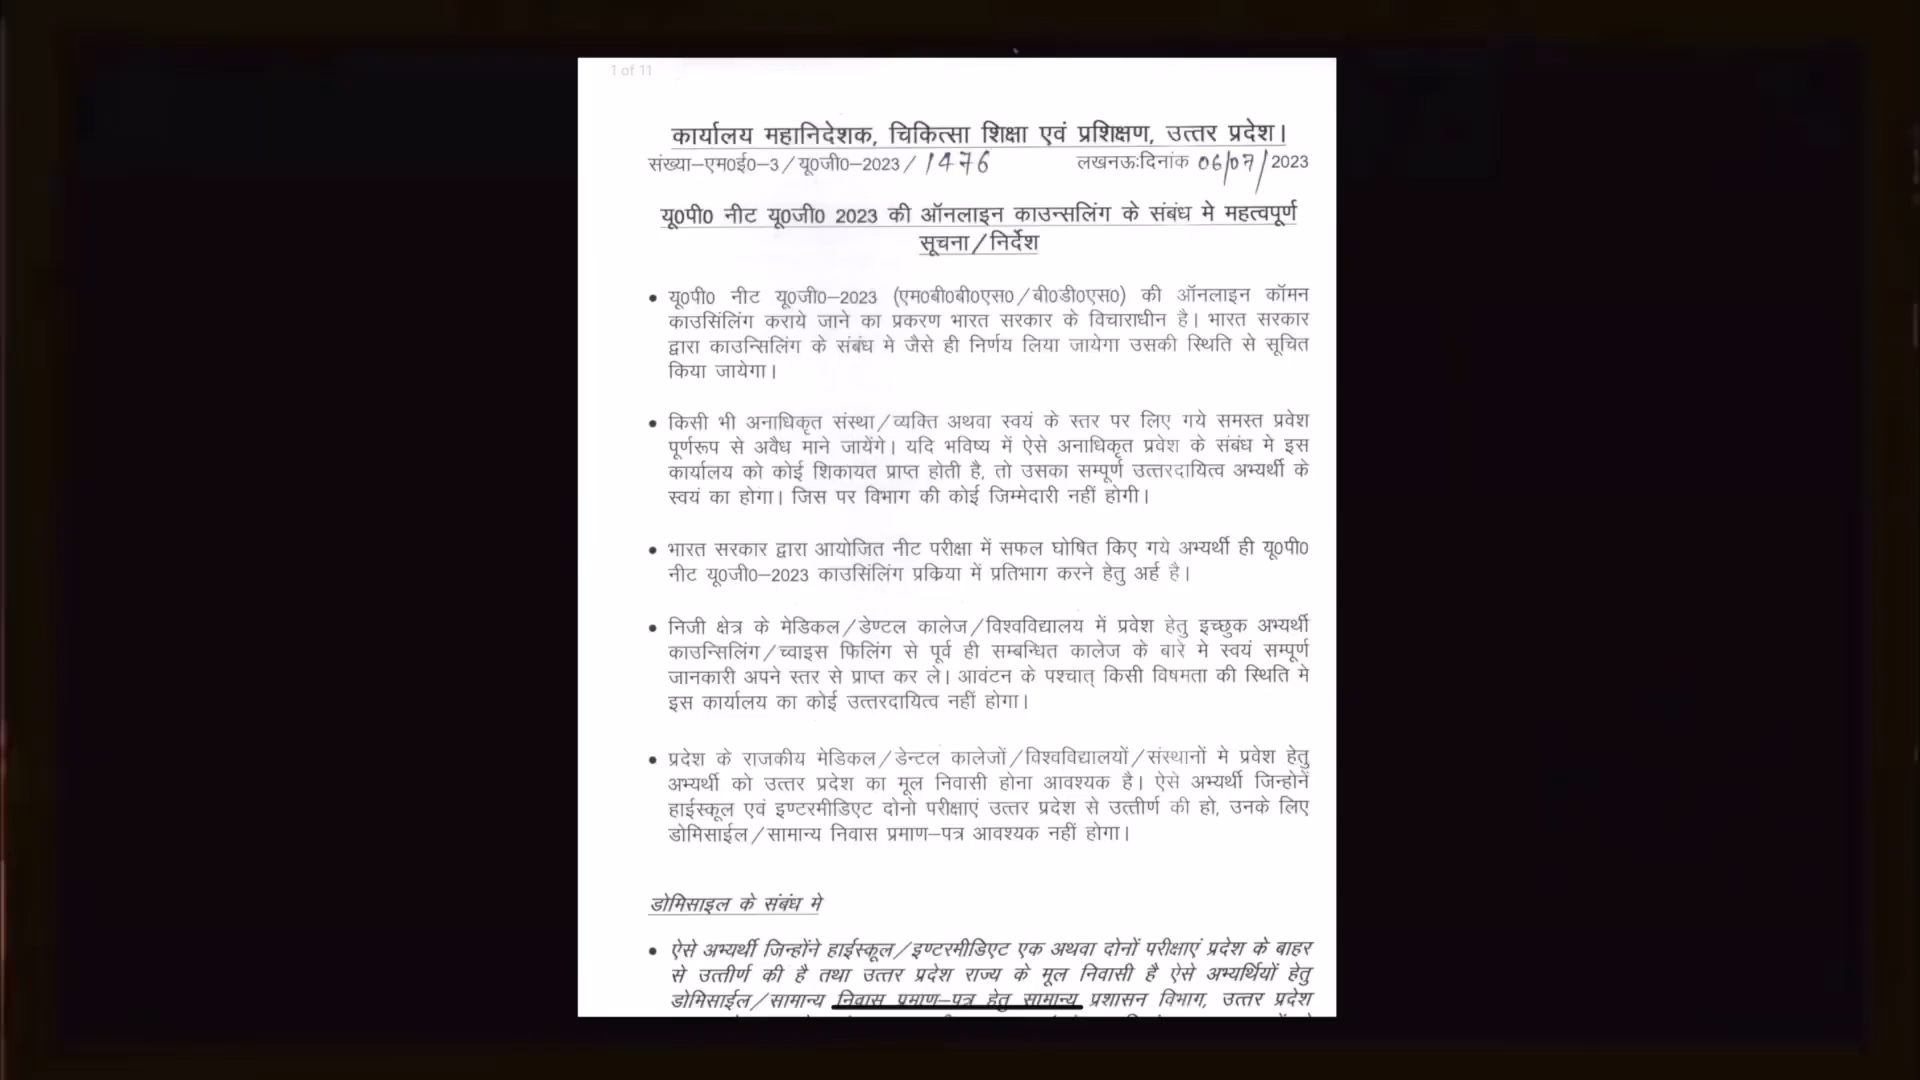 1 of 11
कार्यालय महानिदेशक, चिकित्सा शिक्षा एवं प्रशिक्षण, उत्तर प्रदेश।
संख्या–एम0ई0–3/यू0जी0–2023/1476 लखनऊःदिनांक 06/07/2023
यू0पी0 नीट यू0जी0 2023 की ऑनलाइन काउन्सलिंग के संबंध मे महत्वपूर्ण
सूचना/निर्देश
• यू0पी0 नीट यू0जी0–2023 (एम0बी0बी0एस0/बी0डी0एस0) की ऑनलाइन कॉमन
काउसिंलिंग कराये जाने का प्रकरण भारत सरकार के विचाराधीन है। भारत सरकार
द्वारा काउन्सिलिंग के संबंध मे जैसे ही निर्णय लिया जायेगा उसकी स्थिति से सूचित
किया जायेगा।
• किसी भी अनाधिकृत संस्था/व्यक्ति अथवा स्वयं के स्तर पर लिए गये समस्त प्रवेश
पूर्णरूप से अवैध माने जायेंगे। यदि भविष्य में ऐसे अनाधिकृत प्रवेश के संबंध मे इस
कार्यालय को कोई शिकायत प्राप्त होती है, तो उसका सम्पूर्ण उत्तरदायित्व अभ्यर्थी के
स्वयं का होगा। जिस पर विभाग की कोई जिम्मेदारी नहीं होगी।
• भारत सरकार द्वारा आयोजित नीट परीक्षा में सफल घोषित किए गये अभ्यर्थी ही यू0पी0
नीट यू0जी0–2023 काउसिंलिंग प्रक्रिया में प्रतिभाग करने हेतु अर्ह है।
• निजी क्षेत्र के मेडिकल/डेण्टल कालेज/विश्वविद्यालय में प्रवेश हेतु इच्छुक अभ्यर्थी
काउन्सिलिंग/च्वाइस फिलिंग से पूर्व ही सम्बन्धित कालेज के बारे मे स्वयं सम्पूर्ण
जानकारी अपने स्तर से प्राप्त कर ले। आवंटन के पश्चात् किसी विषमता की स्थिति मे
इस कार्यालय का कोई उत्तरदायित्व नहीं होगा।
• प्रदेश के राजकीय मेडिकल/डेन्टल कालेजों/विश्वविद्यालयों/संस्थानों मे प्रवेश हेतु
अभ्यर्थी को उत्तर प्रदेश का मूल निवासी होना आवश्यक है। ऐसे अभ्यर्थी जिन्होनें
हाईस्कूल एवं इण्टरमीडिएट दोनो परीक्षाएं उत्तर प्रदेश से उत्तीर्ण की हो, उनके लिए
डोमिसाईल/सामान्य निवास प्रमाण–पत्र आवश्यक नहीं होगा।
डोमिसाइल के संबंध मे
• ऐसे अभ्यर्थी जिन्होंने हाईस्कूल/इण्टरमीडिएट एक अथवा दोनों परीक्षाएं प्रदेश के बाहर
से उत्तीर्ण की है तथा उत्तर प्रदेश राज्य के मूल निवासी है ऐसे अभ्यर्थियों हेतु
डोमिसाईल/सामान्य निवास प्रमाण–पत्र हेतु सामान्य प्रशासन विभाग, उत्तर प्रदेश